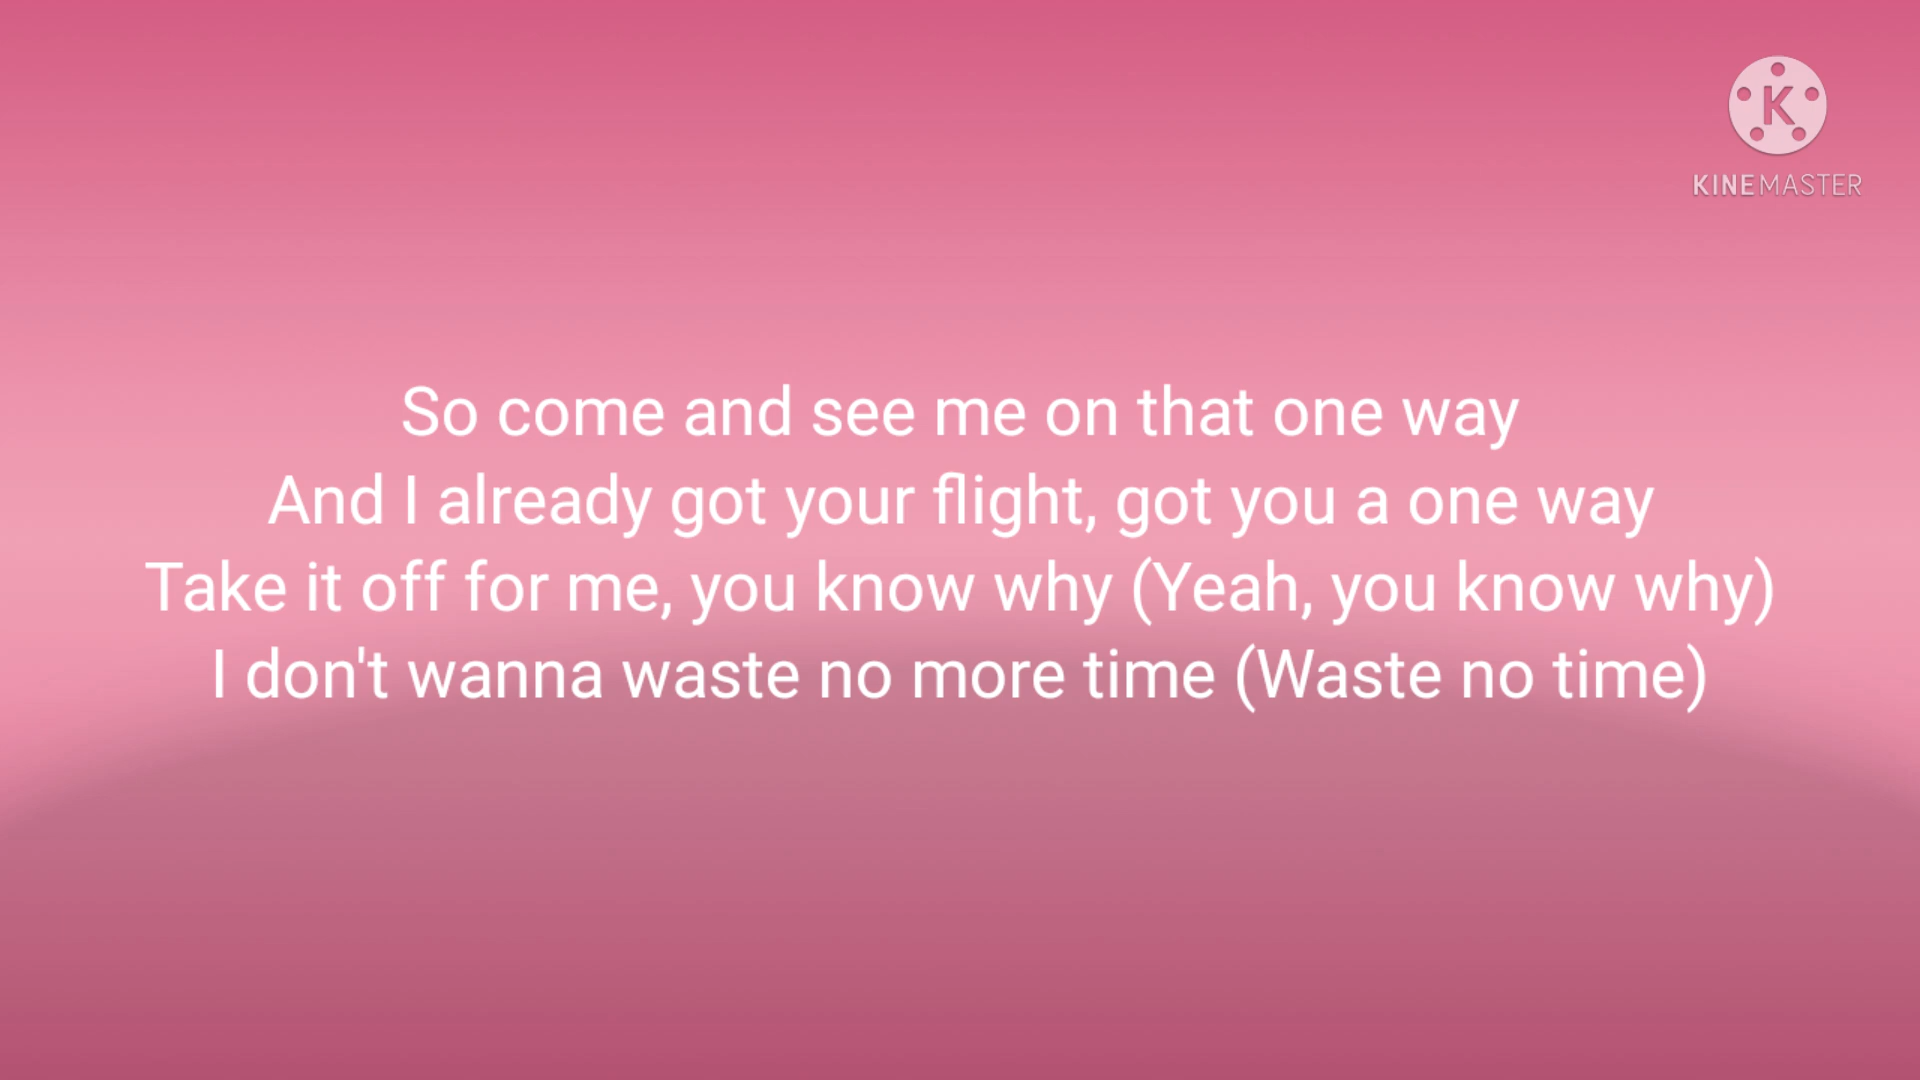 K
KINEMASTER
So come and see me on that one way
And I already got your flight, got you a one way
Take it off for me, you know why (Yeah, you know why)
I don't wanna waste no more time (Waste no time)